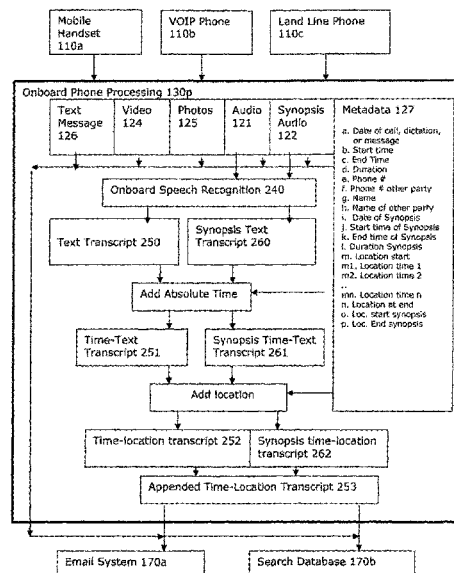 Mobile
Handset
110a
VOIP Phone
110b
Land Line Phone
110c
Onboard Phone Processing 130p
Text
Message
126
Video
124
Photos
125
Audio
121
Synopsis
Audio
122
Metadata 127
a. Date of call, dictation,
or message
b. Start time
c. End Time
d. Duration
e. Phone #
f. Phone # other party
g. Name
h. Name of other party
i. Date of Synopsis
j. Start time of Synopsis
k. End time of Synopsis
l. Duration Synopsis
m. Location start
m1. Location time 1
m2. Location time 2
..
mn. Location time n
n. Location at end
o. Loc. start synopsis
p. Loc. End synopsis
Onboard Speech Recognition 240
Text Transcript 250
Synopsis Text
Transcript 260
Add Absolute Time
Time-Text
Transcript 251
Synopsis Time-Text
Transcript 261
Add location
Time-location transcript 252
Synopsis time-location
transcript 262
Appended Time-Location Transcript 253
Email System 170a
Search Database 170b